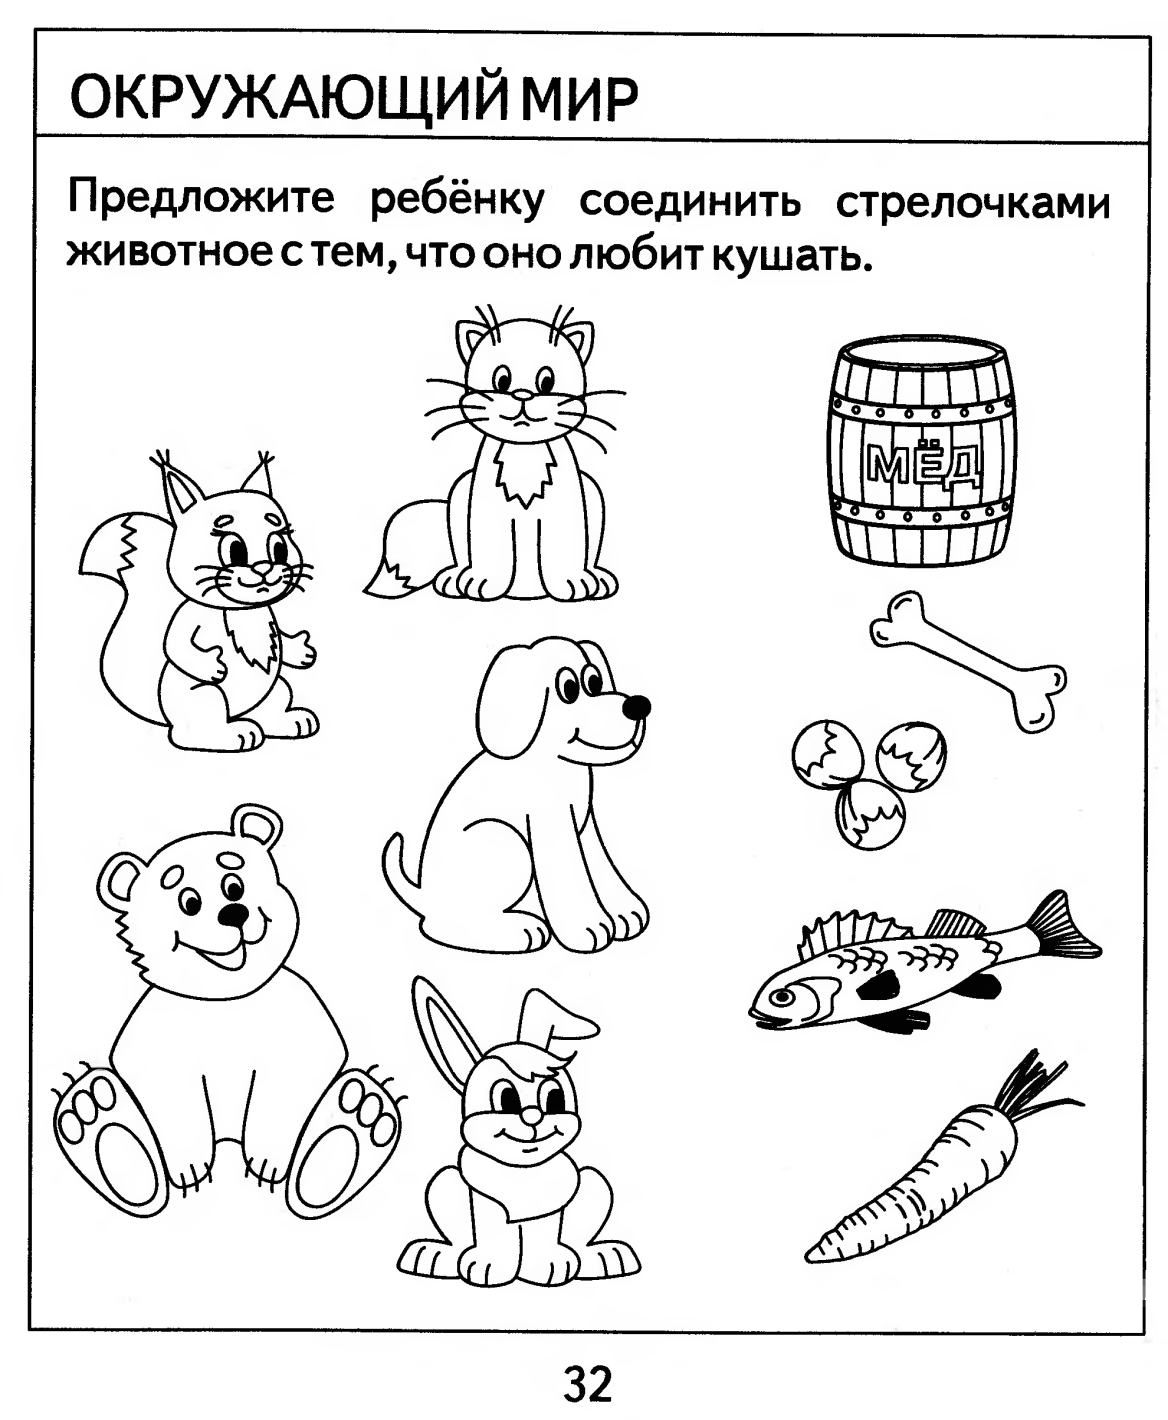 ОКРУЖАЮЩИЙ МИР
Предложите ребёнку соединить стрелочками
животное с тем, что оно любит кушать.
МЁД
32